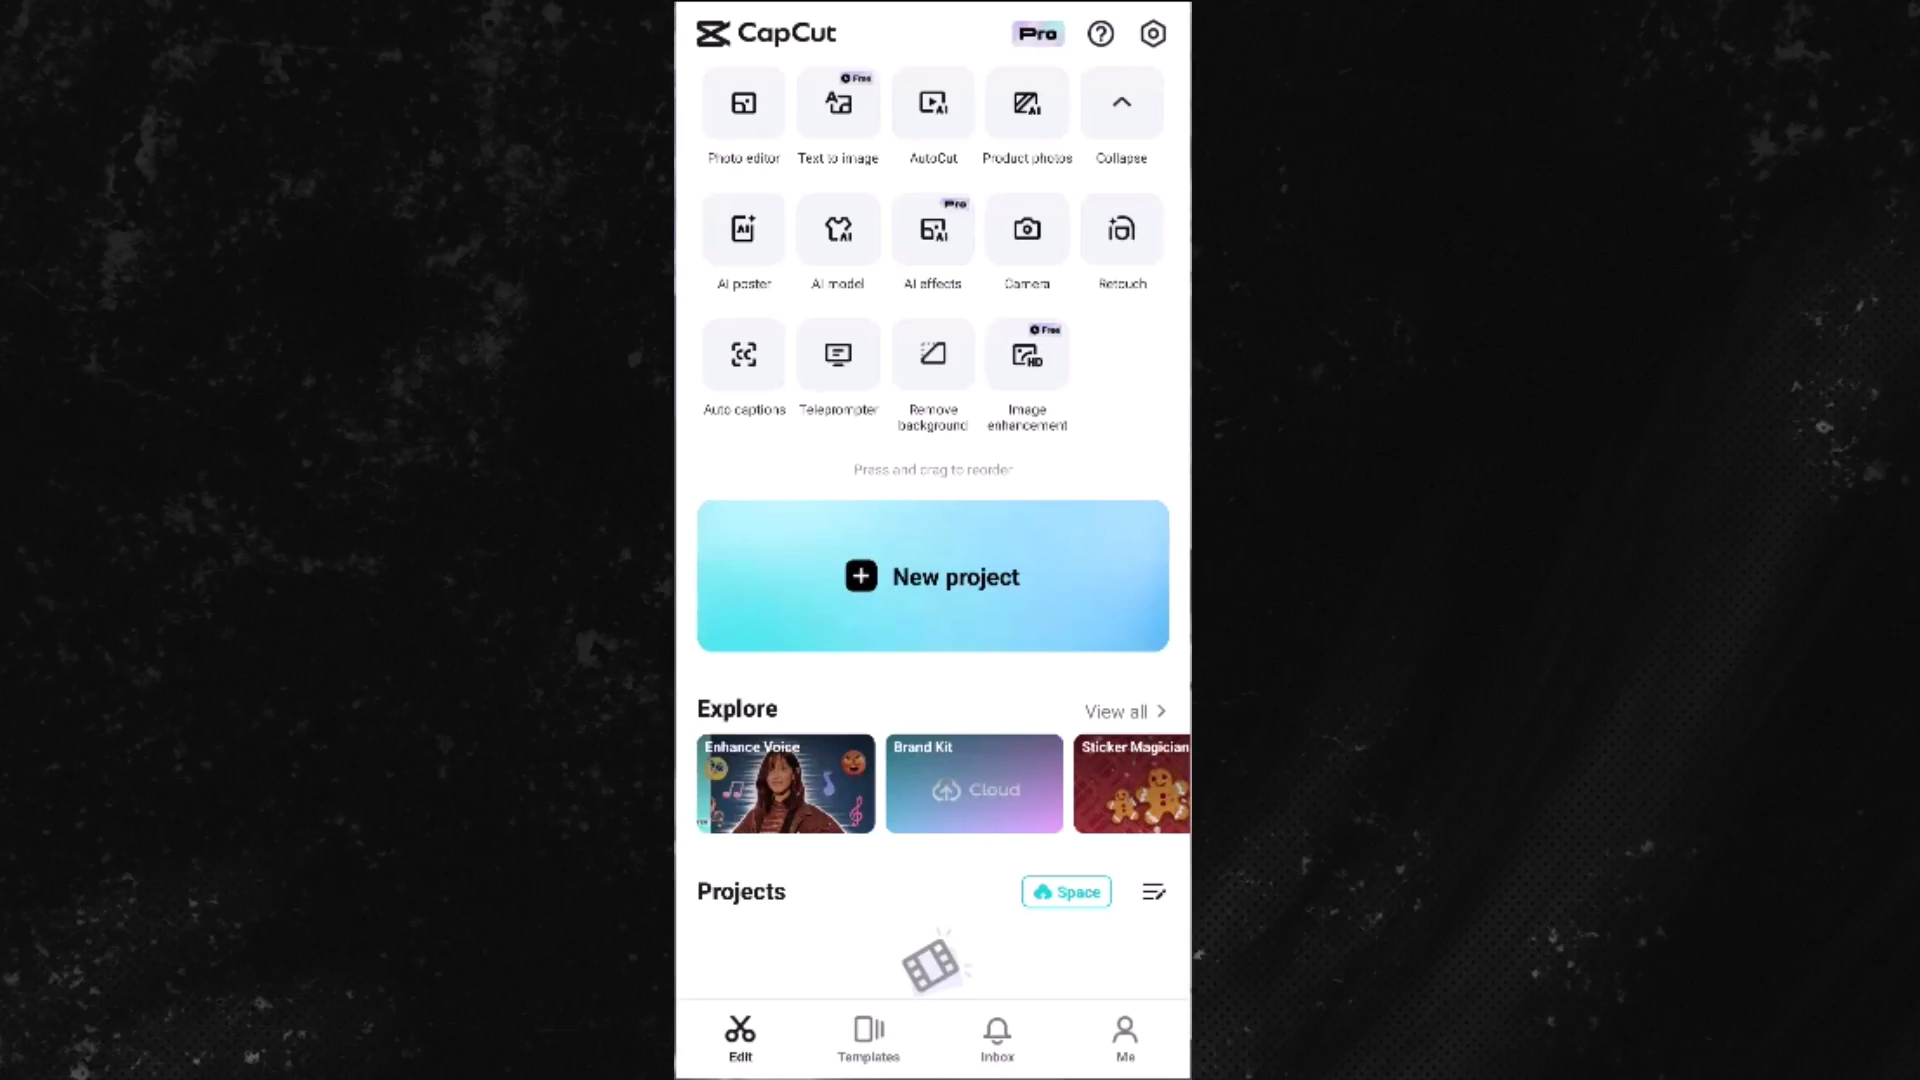 CapCut
Pro
Free
Photo editor
Text to image
AutoCut
Product photos
Collapse
Pro
AI poster
AI model
AI effects
Camera
Retouch
Free
Auto captions
Teleprompter
Remove
background
Image
enhancement
Press and drag to reorder
New project
Explore
View all
Enhance Voice
Brand Kit
Sticker Magician
Cloud
Projects
Space
Edit
Templates
Inbox
Me